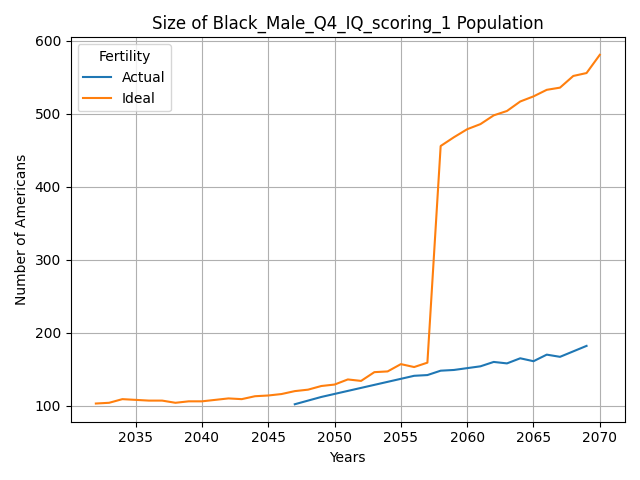 Size of Black_Male_Q4_IQ_scoring_1 Population
Fertility
Actual
Ideal
Number of Americans
600
500
400
300
200
100
2035 2040 2045 2050 2055 2060 2065 2070
Years